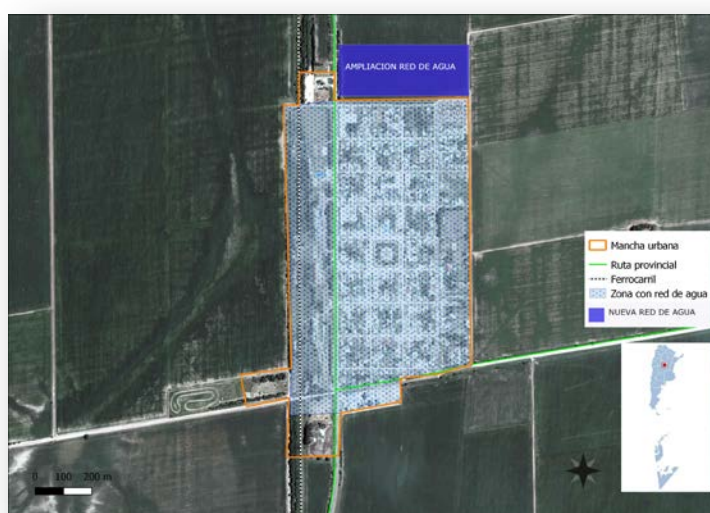 AMPLIACION RED DE AGUA
Mancha urbana
Ruta provincial
Ferrocarril
Zona con red de agua
NUEVA RED DE AGUA
0 100 200 m